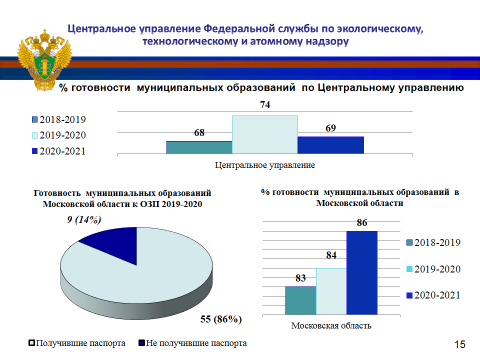 Центральное управление Федеральной службы по экологическому,
технологическому и атомному надзору
% готовности муниципальных образований по Центральному управлению
2018-2019
2019-2020
2020-2021
68
74
69
Центральное управление
Готовность муниципальных образований
Московской области к ОЗП 2019-2020
9 (14%)
55 (86%)
Получившие паспорта
Не получившие паспорта
% готовности муниципальных образований в
Московской области
83
84
86
Московская область
2018-2019
2019-2020
2020-2021
15